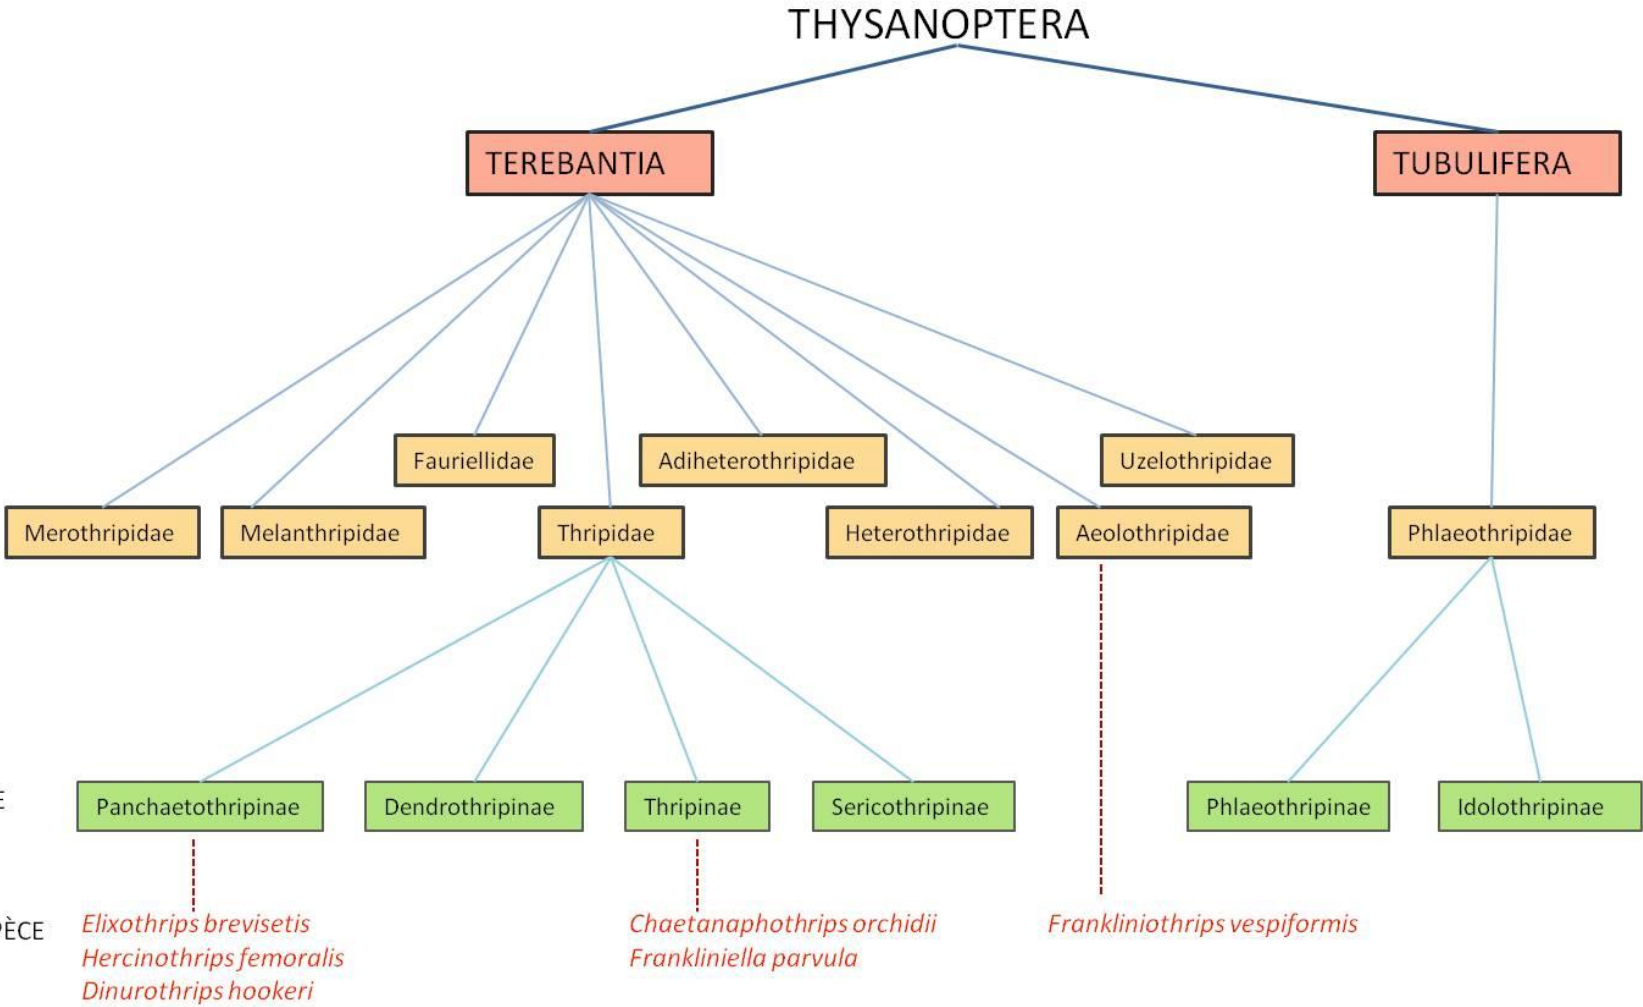 THYSANOPTERA
TEREBANTIA
TUBULIFERA
Fauriellidae
Adiheterothripidae
Uzelothripidae
Merothripidae
Melanthripidae
Thripidae
Heterothripidae
Aeolothripidae
Phlaeothripidae
E
Panchaetothripinae
Dendrothripinae
Thripinae
Sericothripinae
Phlaeothripinae
Idolothripinae
ÈCE
Elixothrips brevisetis
Hercinothrips femoralis
Dinurothrips hookeri
Chaetanaphothrips orchidii
Frankliniella parvula
Frankliniothrips vespiformis